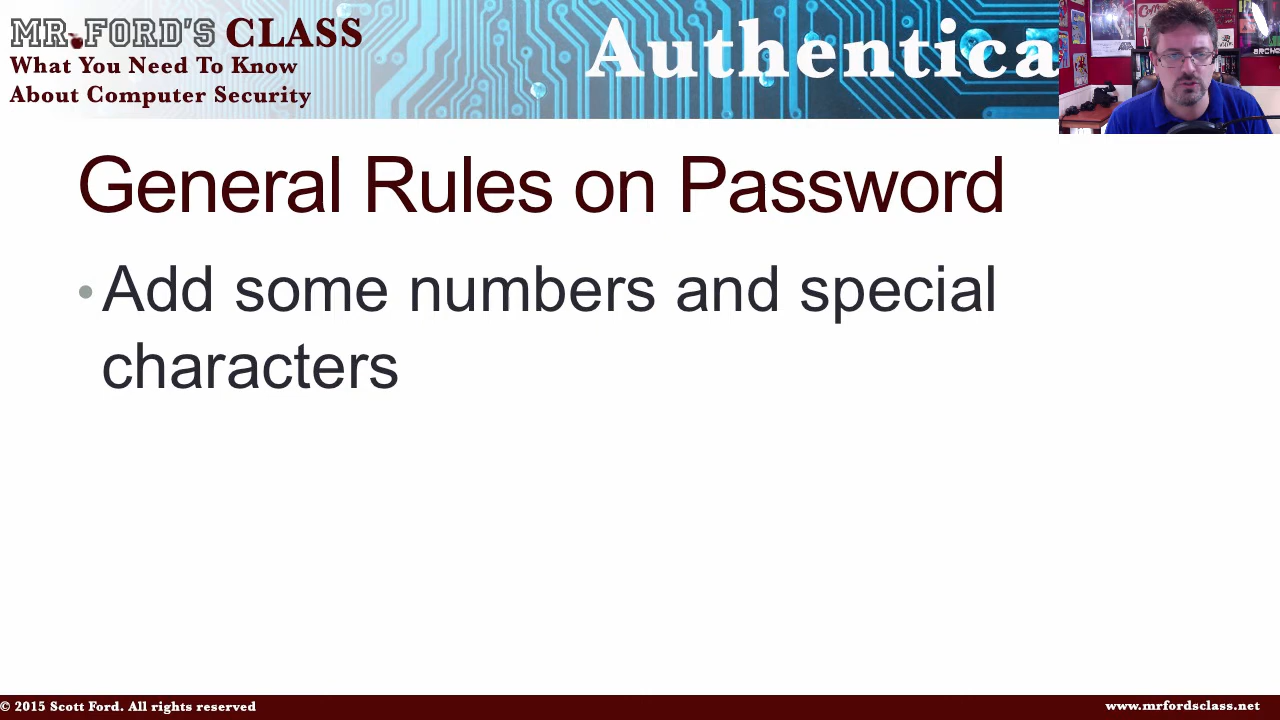 MR. FORD'S CLASS
What You Need To Know
About Computer Security
Authentica
General Rules on Password
• Add some numbers and special
characters
© 2015 Scott Ford. All rights reserved
www.mrfordsclass.net